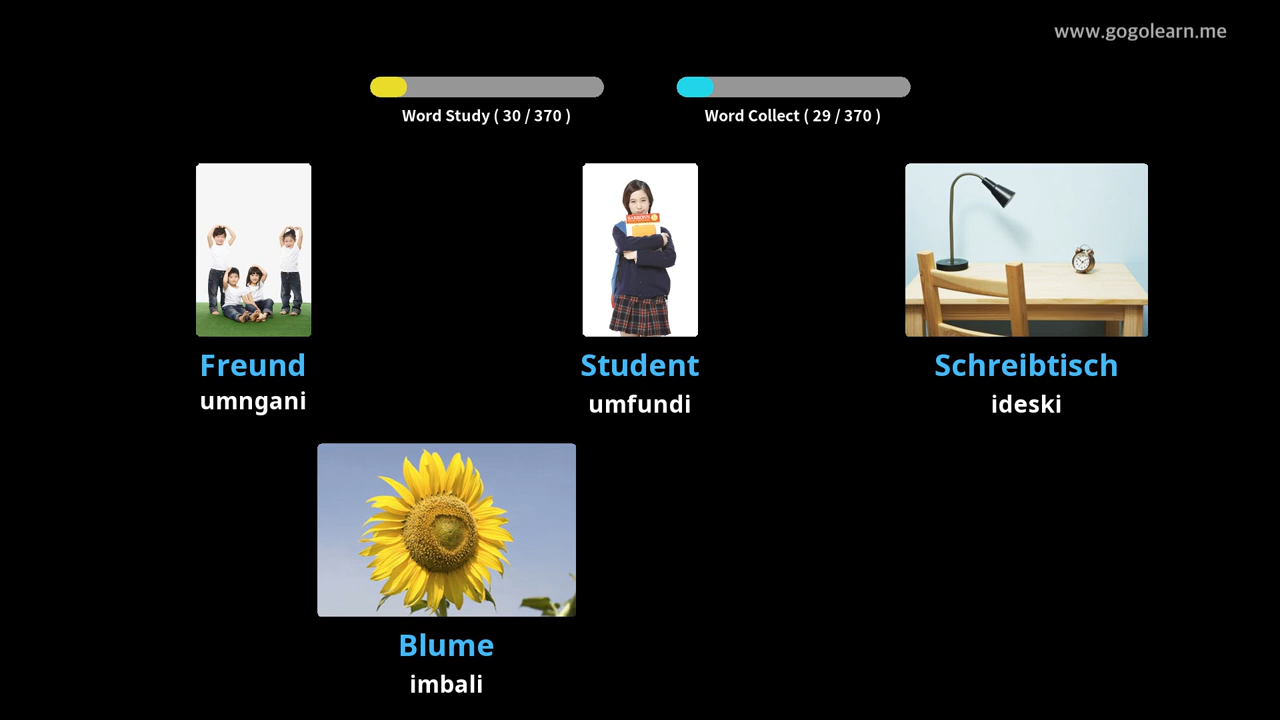 www.gogolearn.me
Word Study ( 30 / 370 )
Word Collect ( 29 / 370 )
Freund
umngani
Student
umfundi
Schreibtisch
ideski
Blume
imbali